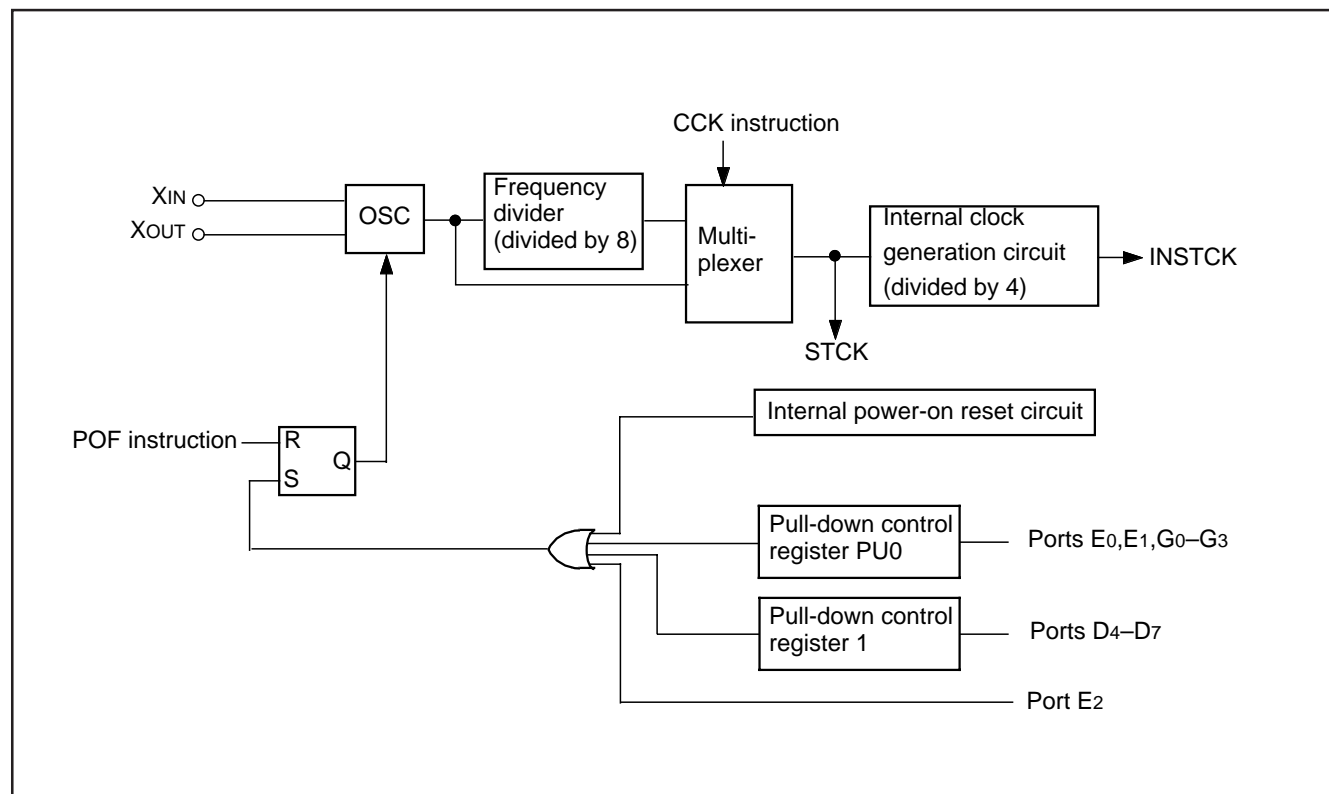 CCK instruction
XIN
XOUT
OSC
Frequency
divider
(divided by 8)
Multi-
plexer
Internal clock
generation circuit
(divided by 4)
INSTCK
STCK
Internal power-on reset circuit
POF instruction
R
S
Q
Pull-down control
register PU0
Ports E0,E1,G0–G3
Pull-down control
register 1
Ports D4–D7
Port E2